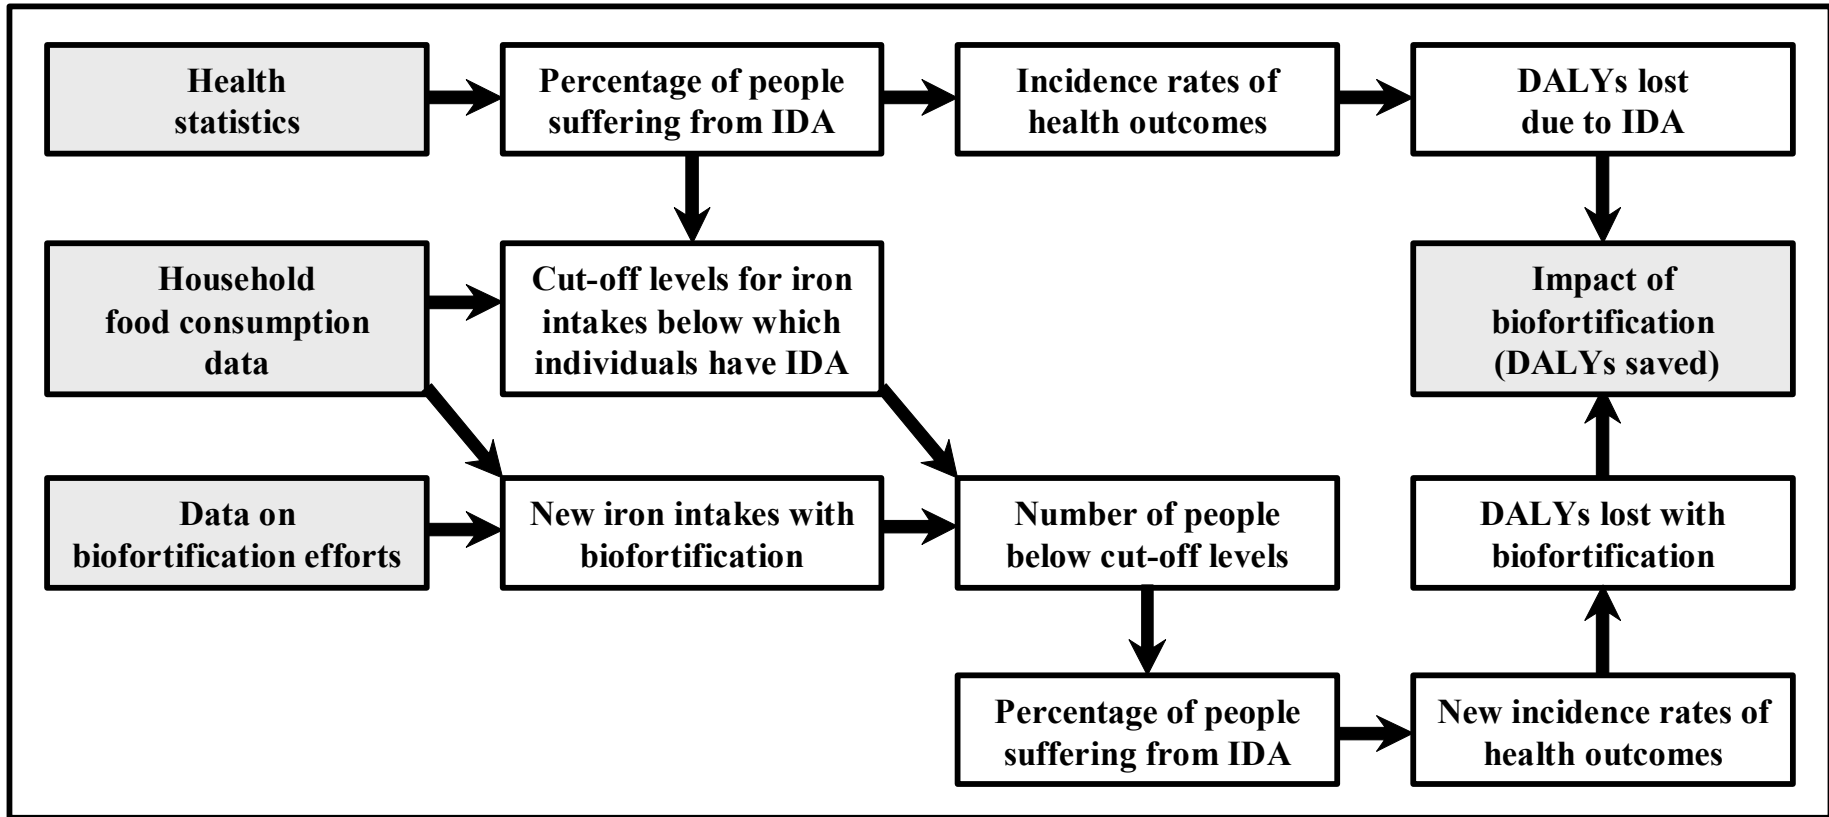 Health
statistics
Percentage of people
suffering from IDA
Incidence rates of
health outcomes
DALYs lost
due to IDA
Household
food consumption
data
Cut-off levels for iron
intakes below which
individuals have IDA
Impact of
biofortification
(DALYs saved)
Data on
biofortification efforts
New iron intakes with
biofortification
Number of people
below cut-off levels
DALYs lost with
biofortification
Percentage of people
suffering from IDA
New incidence rates of
health outcomes